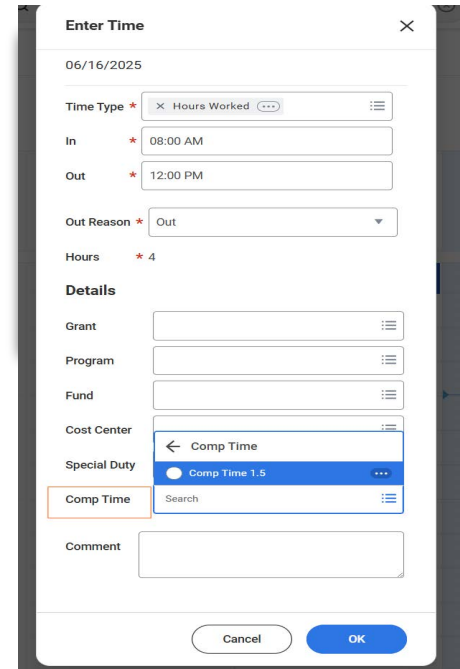 Enter Time
06/16/2025
Time Type * × Hours Worked
In * 08:00 AM
Out * 12:00 PM
Out Reason * Out
Hours * 4
Details
Grant
Program
Fund
Cost Center
← Comp Time
Special Duty
Comp Time 1.5
Comp Time Search
Comment
Cancel OK